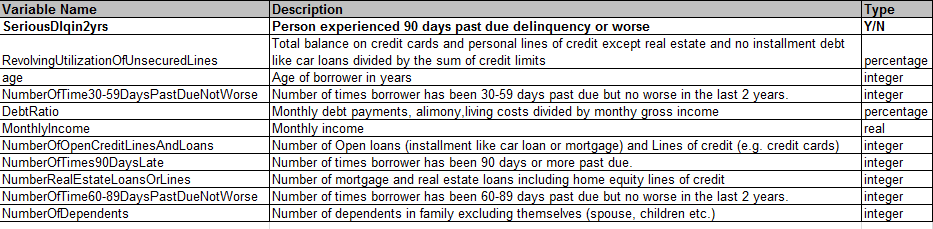 Variable Name Description Type
SeriousDlqin2yrs Person experienced 90 days past due delinquency or worse Y/N
Total balance on credit cards and personal lines of credit except real estate and no installment debt
RevolvingUtilizationOfUnsecuredLines like car loans divided by the sum of credit limits percentage
age Age of borrower in years integer
NumberOfTime30-59DaysPastDueNotWorse Number of times borrower has been 30-59 days past due but no worse in the last 2 years. integer
DebtRatio Monthly debt payments, alimony,living costs divided by monthy gross income percentage
MonthlyIncome Monthly income real
NumberOfOpenCreditLinesAndLoans Number of Open loans (installment like car loan or mortgage) and Lines of credit (e.g. credit cards) integer
NumberOfTimes90DaysLate Number of times borrower has been 90 days or more past due. integer
NumberRealEstateLoansOrLines Number of mortgage and real estate loans including home equity lines of credit integer
NumberOfTime60-89DaysPastDueNotWorse Number of times borrower has been 60-89 days past due but no worse in the last 2 years. integer
NumberOfDependents Number of dependents in family excluding themselves (spouse, children etc.) integer